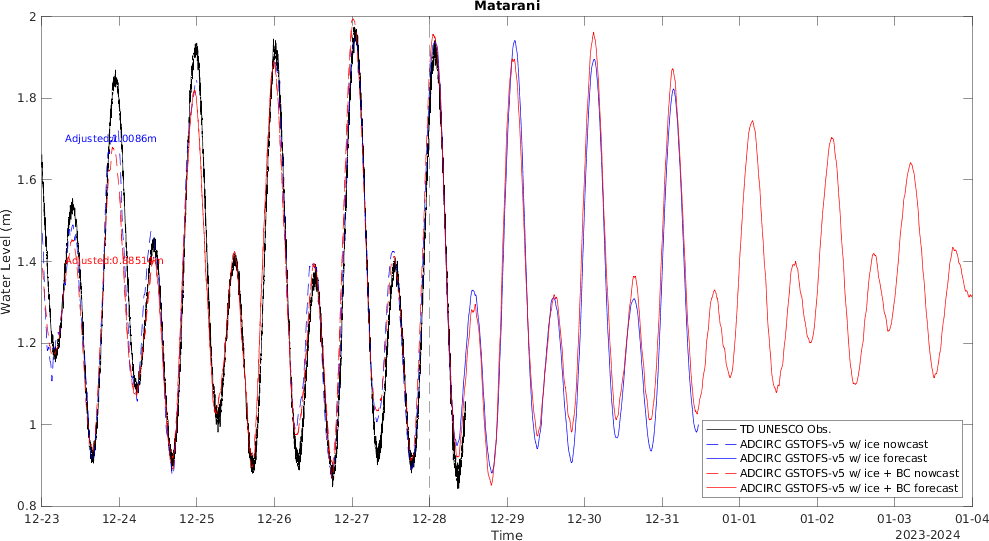 Matarani
2
1.8
1.6
1.4
1.2
1
0.8
Water Level (m)
Adjusted:1.0086m
12-23
12-24
12-25
12-26
12-27
12-28
12-29
12-30
12-31
01-01
01-02
01-03
01-04
Time
2023-2024
TD UNESCO Obs.
ADCIRC GSTOFS-v5 w/ ice nowcast
ADCIRC GSTOFS-v5 w/ ice forecast
ADCIRC GSTOFS-v5 w/ ice + BC nowcast
ADCIRC GSTOFS-v5 w/ ice + BC forecast